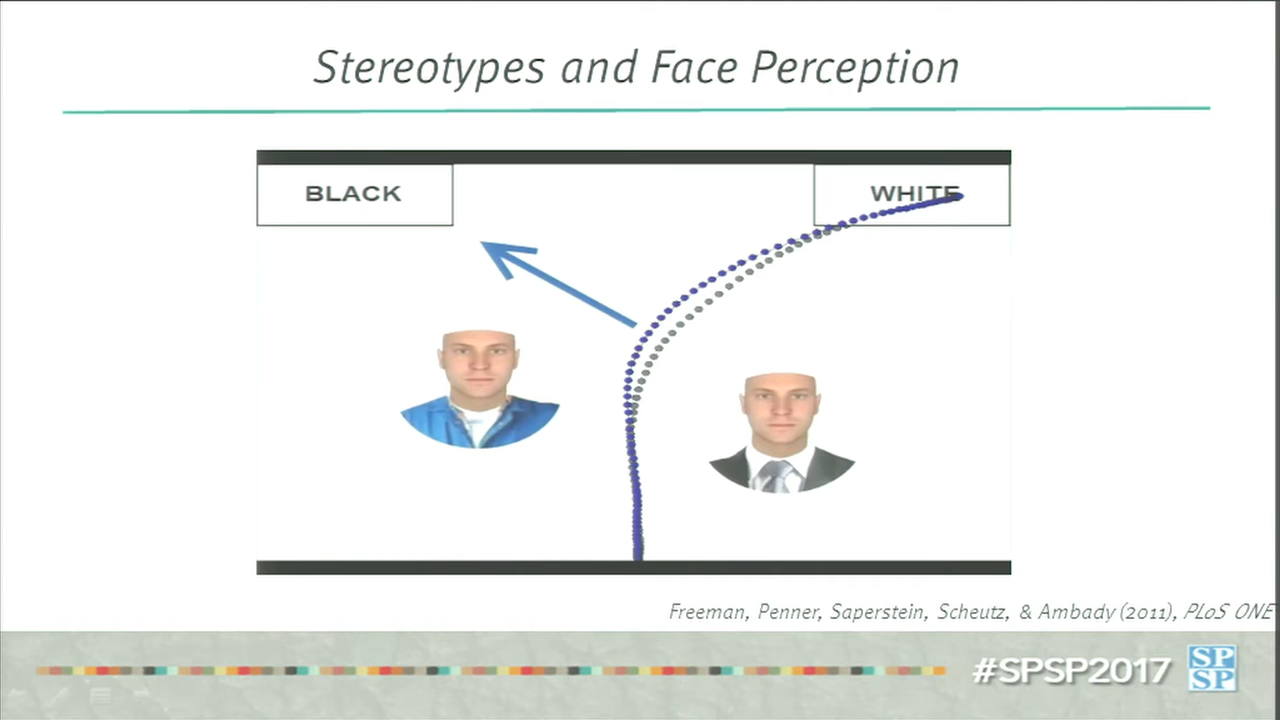 Stereotypes and Face Perception
BLACK
WHITE
Freeman, Penner, Saperstein, Scheutz, & Ambady (2011), PLoS ONE
#SPSP2017
SP
SP